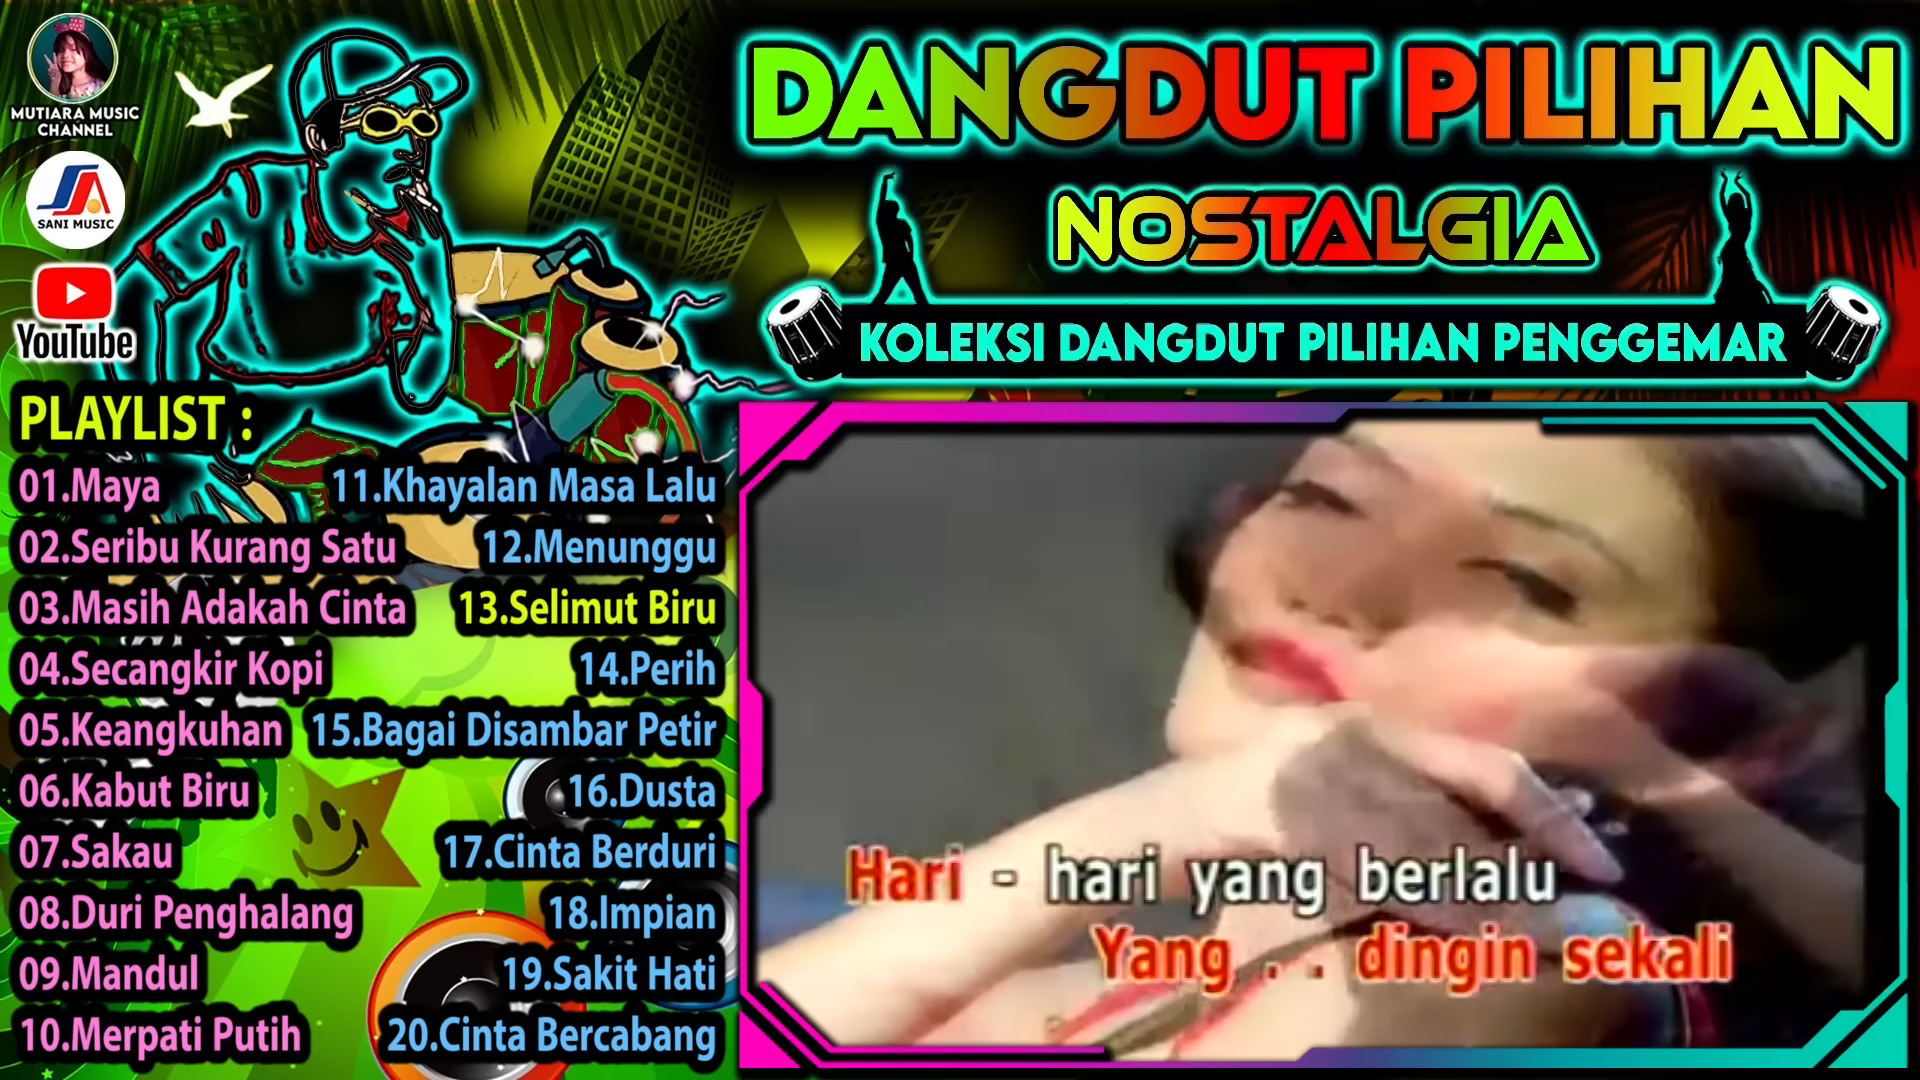 MUTIARA MUSIC
CHANNEL
SANI MUSIC
YouTube
DANGDUT PILIHAN
NOSTALGIA
KOLEKSI DANGDUT PILIHAN PENGGEMAR
PLAYLIST :
01.Maya
02.Seribu Kurang Satu
03.Masih Adakah Cinta
04.Secangkir Kopi
05.Keangkuhan
06.Kabut Biru
07.Sakau
08.Duri Penghalang
09.Mandul
10.Merpati Putih
11.Khayalan Masa Lalu
12.Menunggu
13.Selimut Biru
14.Perih
15.Bagai Disambar Petir
16.Dusta
17.Cinta Berduri
18.Impian
19.Sakit Hati
20.Cinta Bercabang
Hari - hari yang berlalu
Yang . . dingin sekali